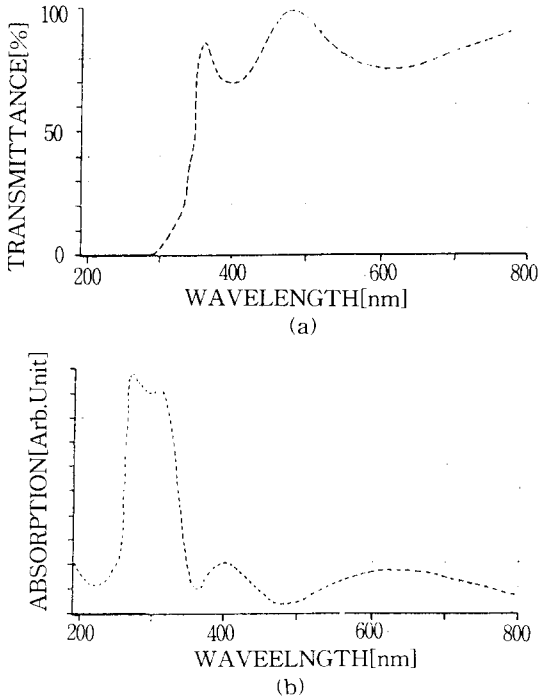 TRANSMITTANCE[%]
100
50
0
200
400
600
800
WAVELENGTH[nm]
(a)
ABSORPTION[Arb.Unit]
200
400
600
800
WAVEELNGTH[nm]
(b)